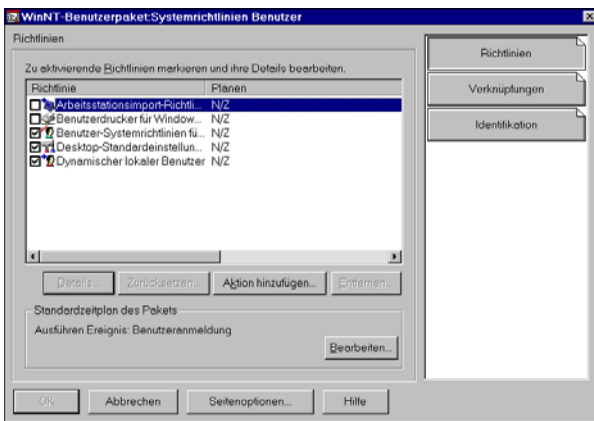 WinNT-Benutzerpaket:Systemrichtlinien Benutzer
Richtlinien
Zu aktivierende Richtlinien markieren und ihre Details bearbeiten.
Richtlinie Planen
Arbeitsstationsimport-Richtli... N/Z
Benutzerdrucker für Window... N/Z
Benutzer-Systemrichtlinien fü... N/Z
Desktop-Standardeinstellun... N/Z
Dynamischer lokaler Benutzer N/Z
Details... Zurücksetzen... Aktion hinzufügen... Entfernen...
Standardzeitplan des Pakets
Ausführen Ereignis: Benutzeranmeldung
Bearbeiten...
OK Abbrechen Seitenoptionen... Hilfe
Richtlinien
Verknüpfungen
Identifikation